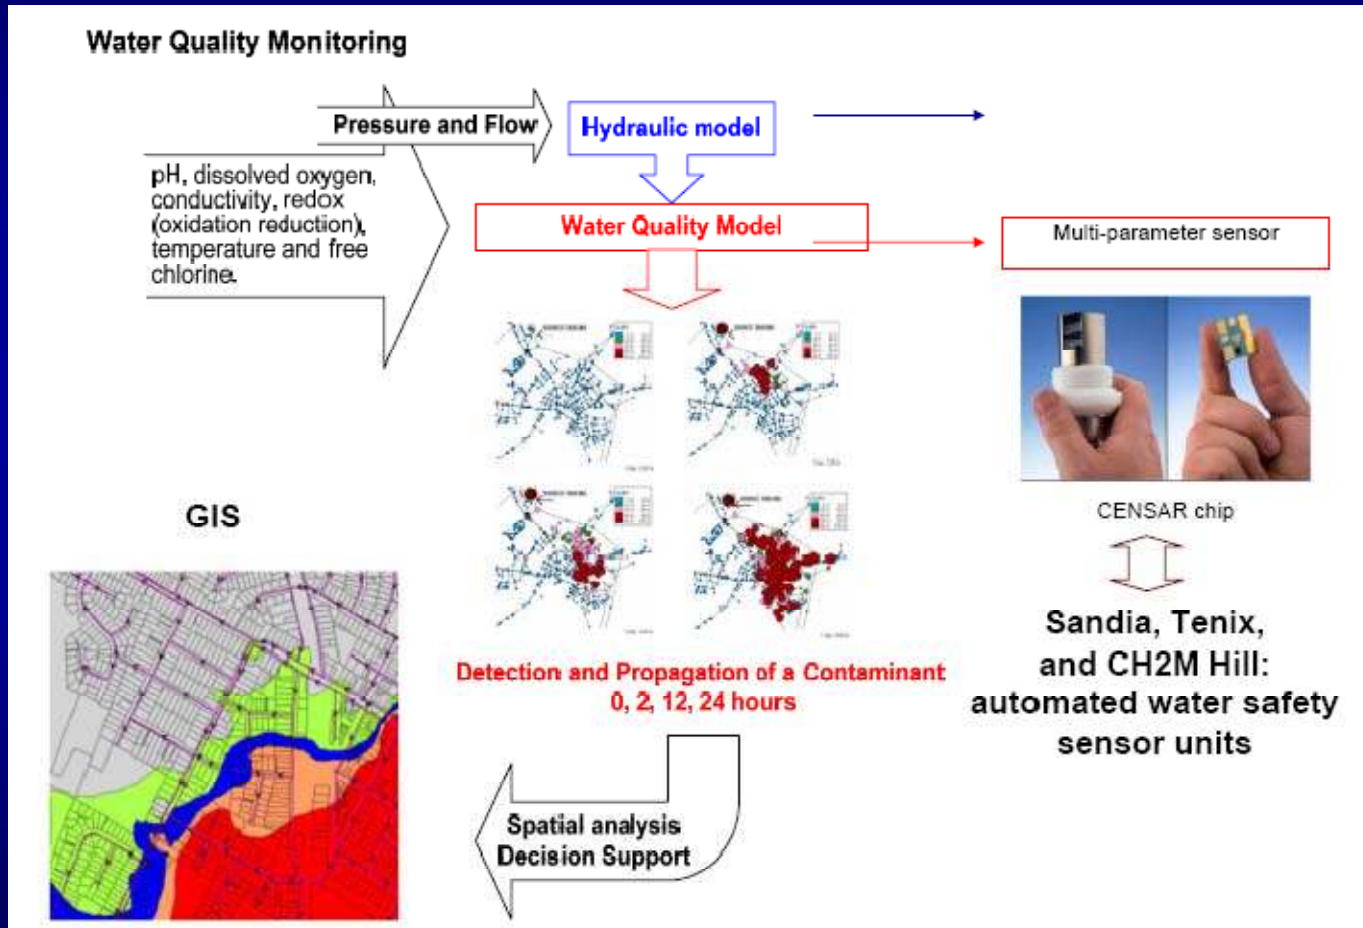 Water Quality Monitoring
Pressure and Flow
Hydraulic model
pH, dissolved oxygen,
conductivity, redox
(oxidation reduction),
temperature and free
chlorine.
Water Quality Model
Multi-parameter sensor
CENSAR chip
GIS
Sandia, Tenix,
and CH2M Hill:
automated water safety
sensor units
Detection and Propagation of a Contaminant
0, 2, 12, 24 hours
Spatial analysis
Decision Support